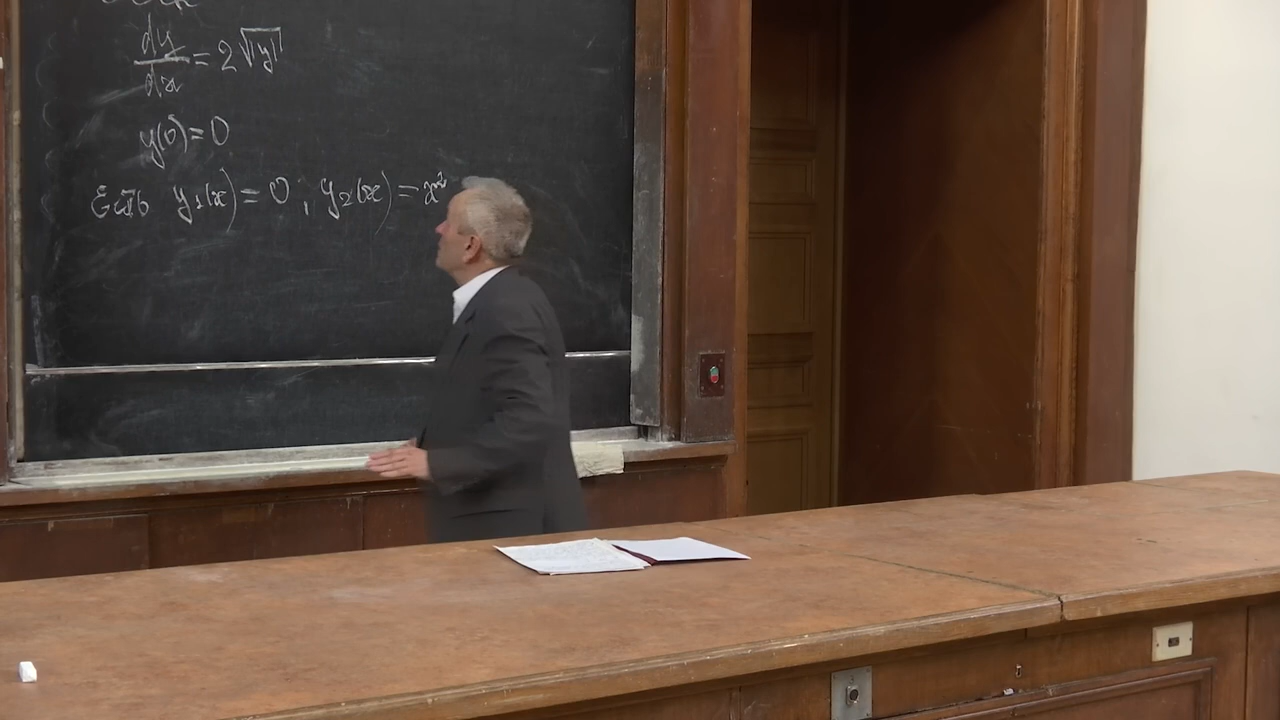 dy/dx = 2√|y|
y(0) = 0
Есть y₁(x) = 0, y₂(x) = x²